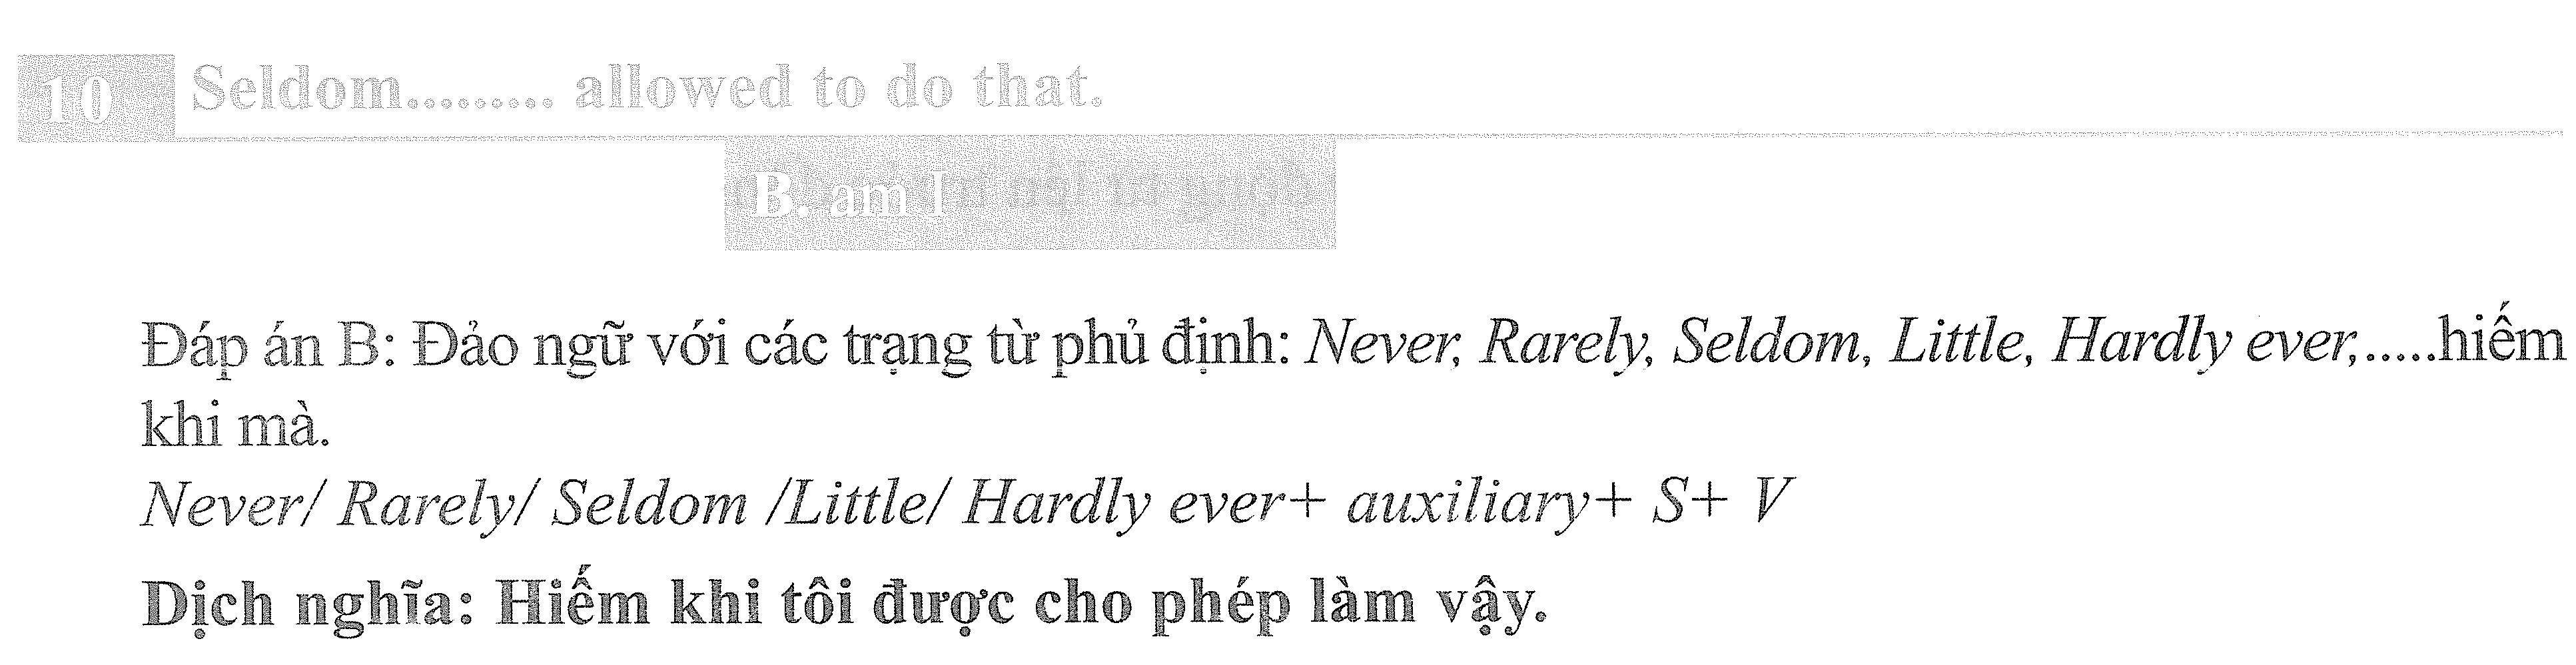 10 Seldom......... allowed to do that.
B. am I
Đáp án B: Đảo ngữ với các trạng từ phủ định: Never, Rarely, Seldom, Little, Hardly ever,.....hiếm
khi mà.
Never/ Rarely/ Seldom /Little/ Hardly ever+ auxiliary+ S+ V
Dịch nghĩa: Hiếm khi tôi được cho phép làm vậy.